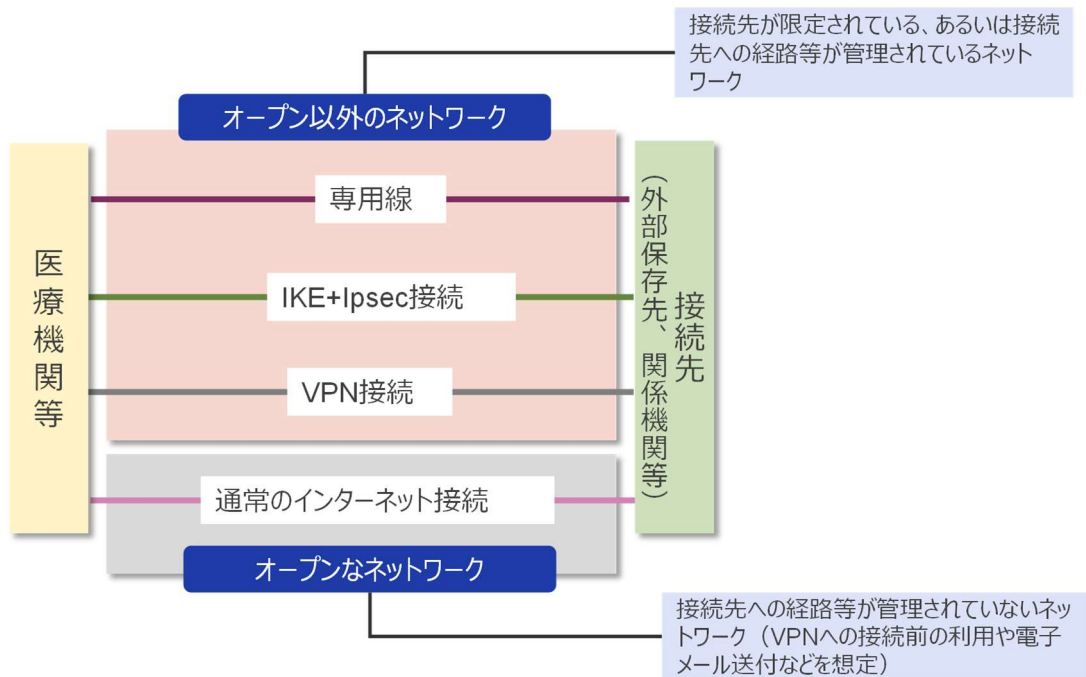 接続先が限定されている、あるいは接続
先への経路等が管理されているネット
ワーク
オープン以外のネットワーク
医療機関等
専用線
IKE+Ipsec接続
VPN接続
通常のインターネット接続
接続先
（外部保存先、関係機関等）
オープンなネットワーク
接続先への経路等が管理されていないネッ
トワーク（VPNへの接続前の利用や電子
メール送付などを想定）